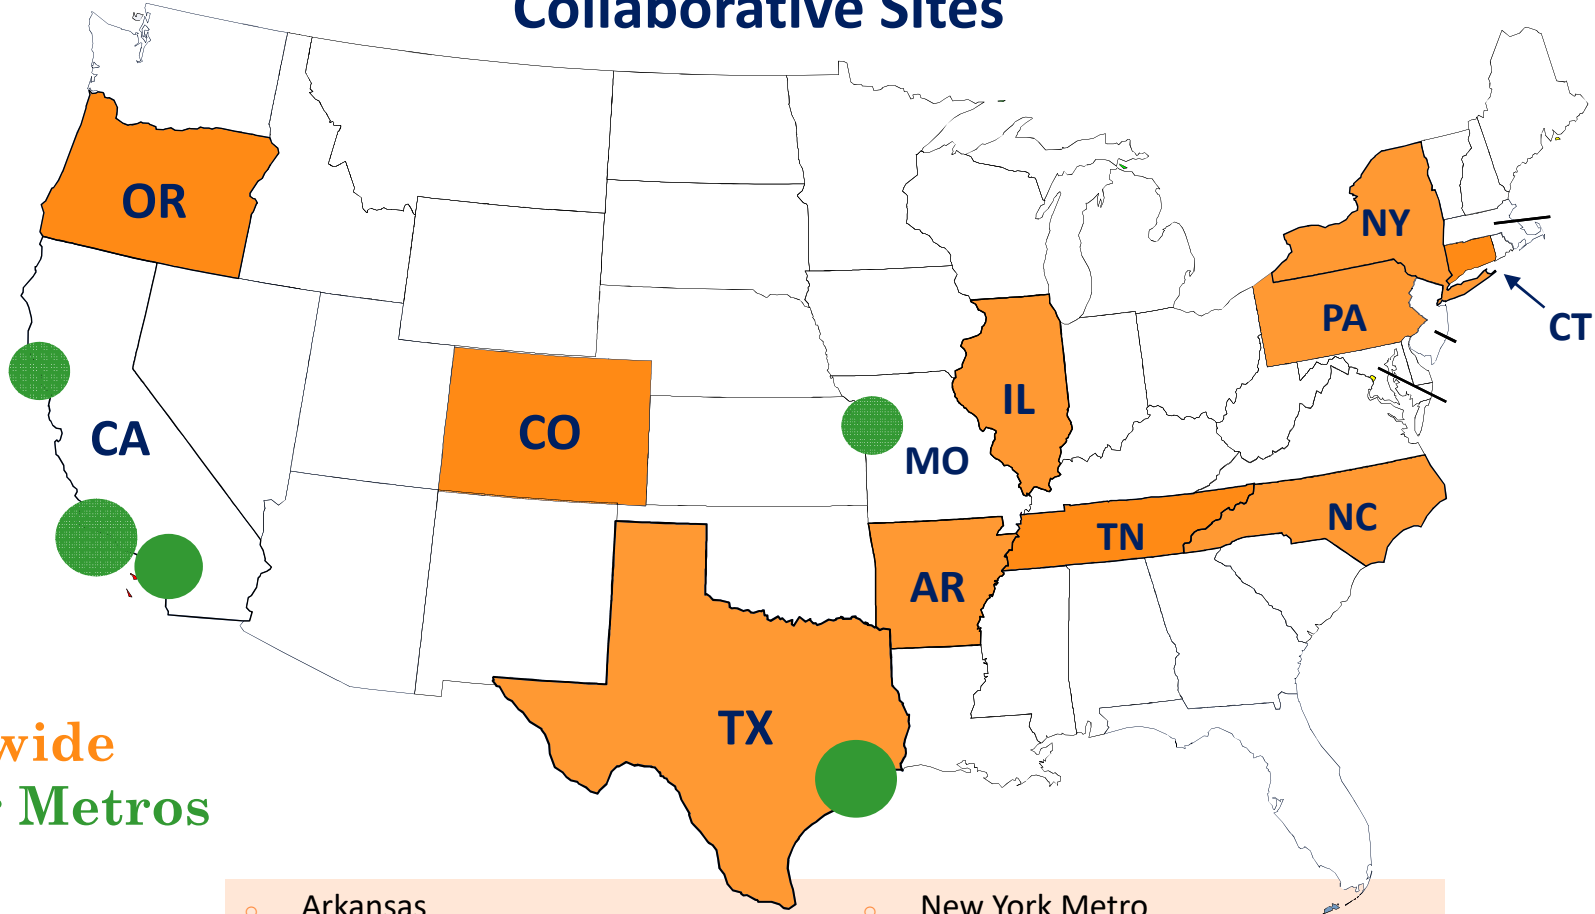 Collaborative Sites
OR
NY
PA
CT
IL
CO
CA
MO
NC
TN
AR
TX
wide
Metros
Arkansas
New York Metro